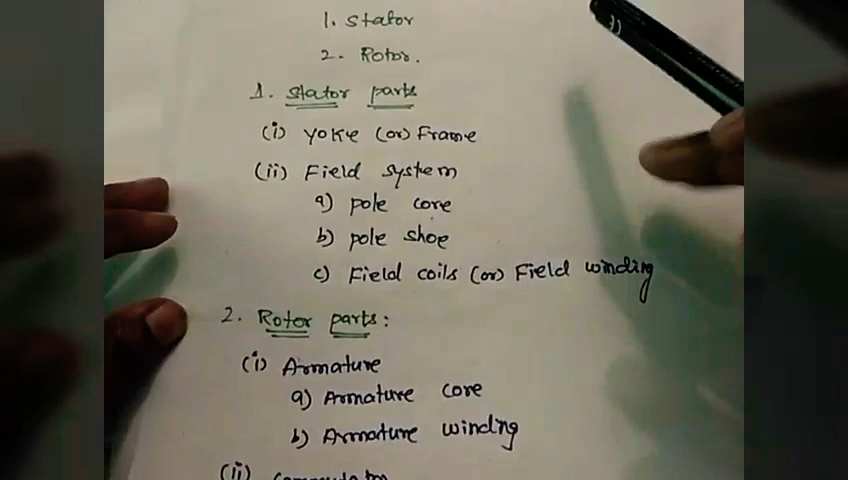 1. Stator
2. Rotor.
1. Stator parts
(i) Yoke (or) Frame
(ii) Field system
a) pole core
b) pole shoe
c) Field coils (or) Field winding
2. Rotor parts:
(i) Armature
a) Armature core
b) Armature winding
(ii)